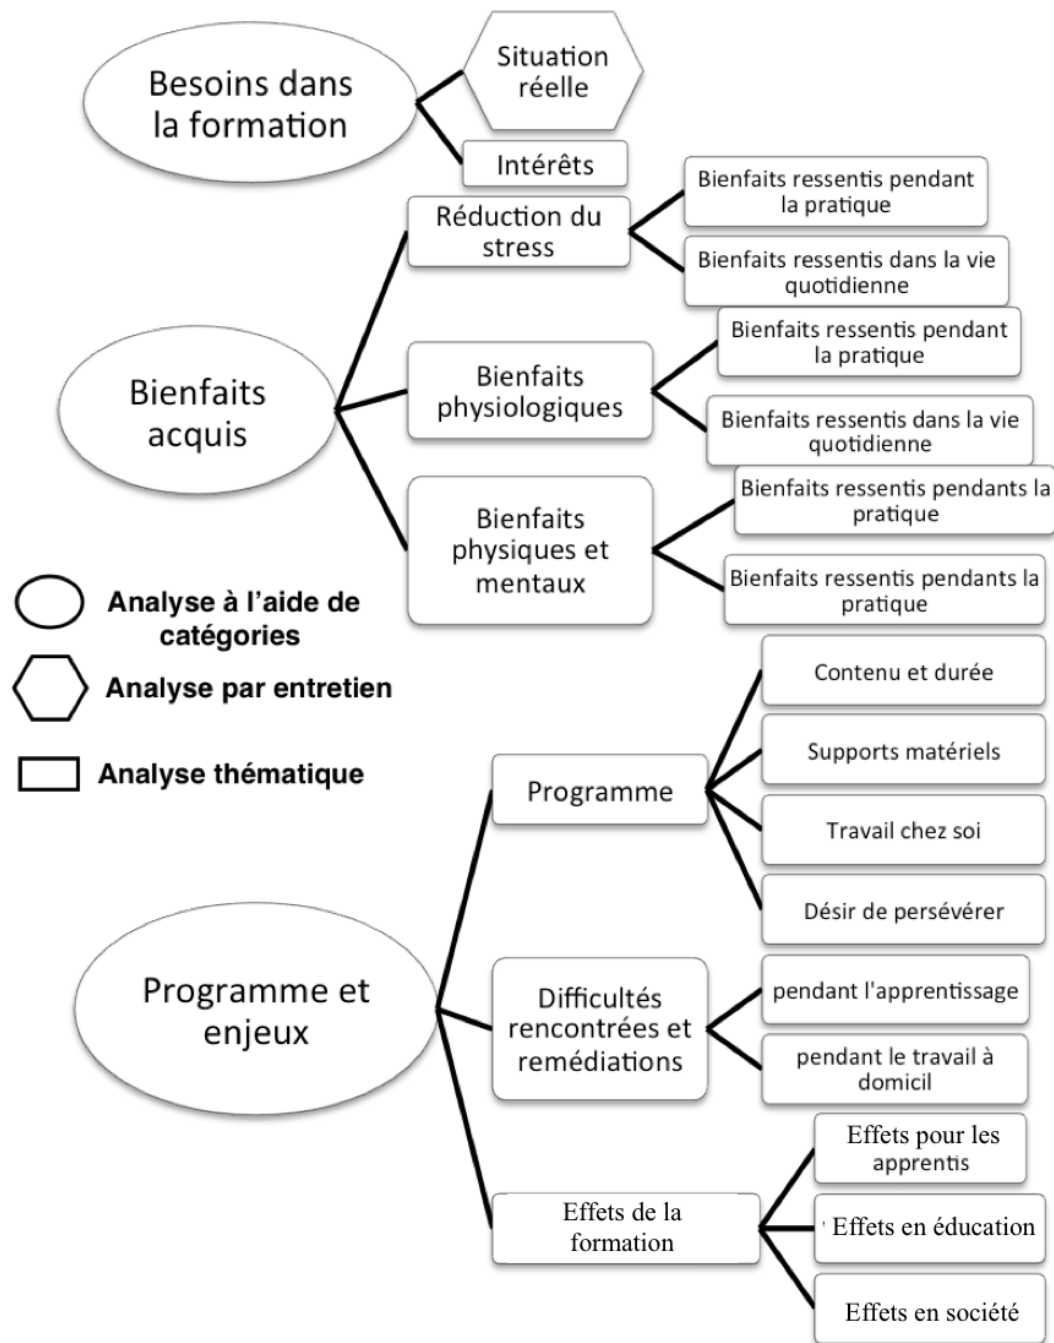 Besoins dans
la formation
Situation
réelle
Intérêts
Réduction du
stress
Bienfaits ressentis pendant
la pratique
Bienfaits ressentis dans la vie
quotidienne
Bienfaits
acquis
Bienfaits
physiologiques
Bienfaits ressentis pendant
la pratique
Bienfaits ressentis dans la vie
quotidienne
Bienfaits
physiques et
mentaux
Bienfaits ressentis pendants la
pratique
Bienfaits ressentis pendants la
pratique
Analyse à l'aide de
catégories
Analyse par entretien
Analyse thématique
Programme et
enjeux
Programme
Contenu et durée
Supports matériels
Travail chez soi
Désir de persévérer
Difficultés
rencontrées et
remédiations
pendant l'apprentissage
pendant le travail à
domicil
Effets de la
formation
Effets pour les
apprentis
Effets en éducation
Effets en société